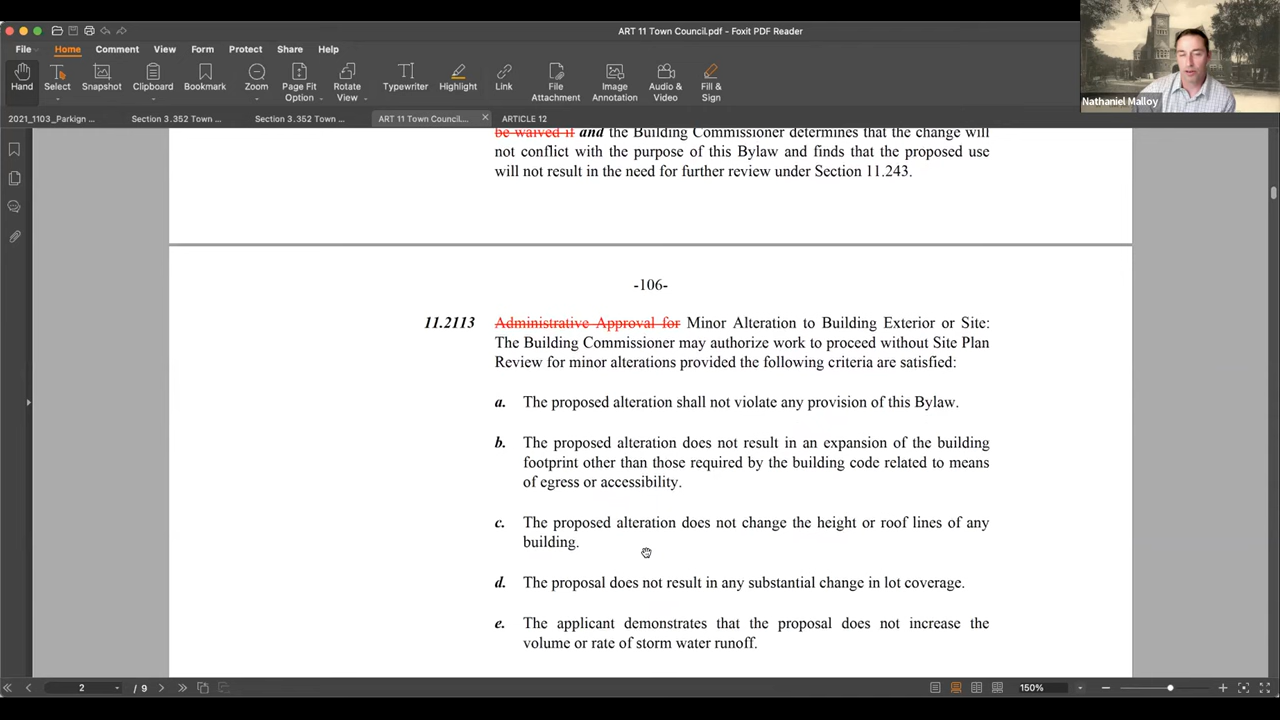 ART 11 Town Council.pdf - Foxit PDF Reader
File Home Comment View Form Protect Share Help
Hand Select Snapshot Clipboard Bookmark Zoom Page Fit Option Rotate View Typewriter Highlight Link File Attachment Image Annotation Audio & Video Fill & Sign
Nathaniel Malloy
2021_1103_Parkign ... Section 3.352 Town ... Section 3.352 Town ... ART 11 Town Council.... ARTICLE 12
be waived if and the Building Commissioner determines that the change will
not conflict with the purpose of this Bylaw and finds that the proposed use
will not result in the need for further review under Section 11.243.
-106-
11.2113 Administrative Approval for Minor Alteration to Building Exterior or Site:
The Building Commissioner may authorize work to proceed without Site Plan
Review for minor alterations provided the following criteria are satisfied:
a. The proposed alteration shall not violate any provision of this Bylaw.
b. The proposed alteration does not result in an expansion of the building
footprint other than those required by the building code related to means
of egress or accessibility.
c. The proposed alteration does not change the height or roof lines of any
building.
d. The proposal does not result in any substantial change in lot coverage.
e. The applicant demonstrates that the proposal does not increase the
volume or rate of storm water runoff.
2 / 9 150%